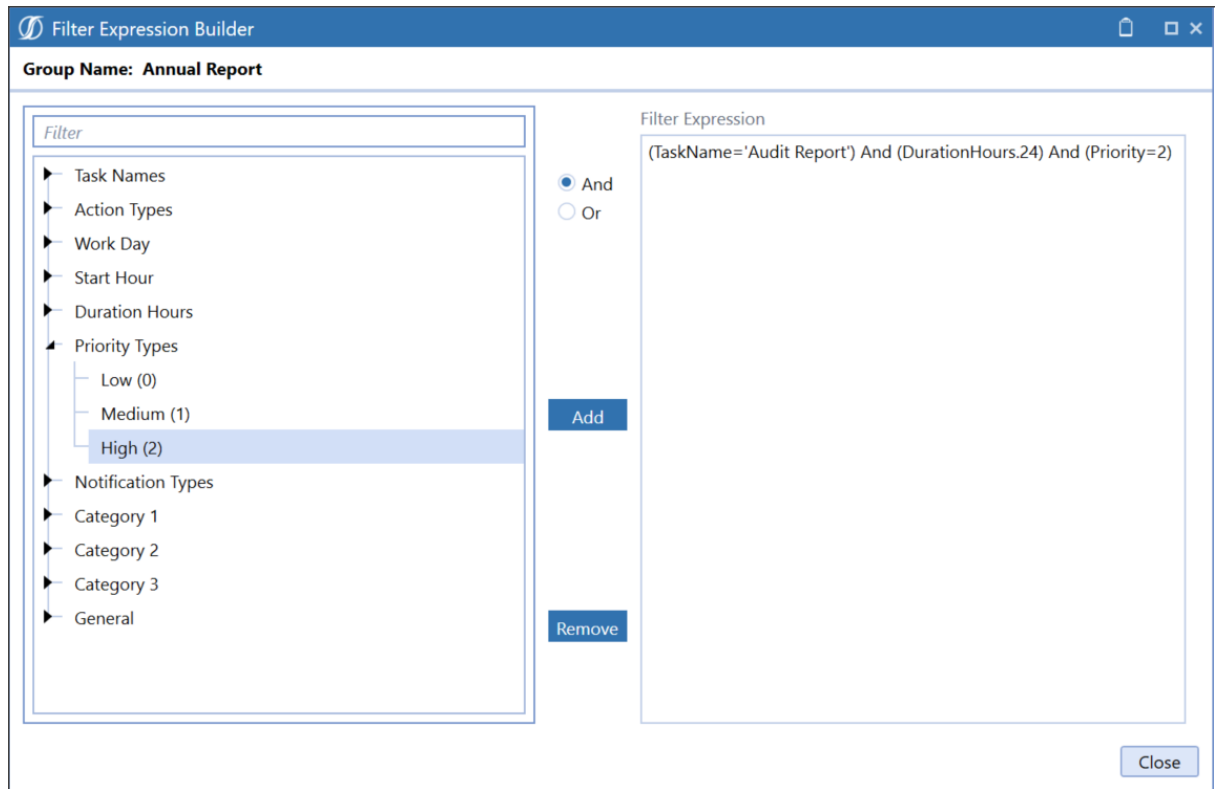 Filter Expression Builder
Group Name: Annual Report
Filter
Task Names
Action Types
Work Day
Start Hour
Duration Hours
Priority Types
Low (0)
Medium (1)
High (2)
Notification Types
Category 1
Category 2
Category 3
General
And
Or
Add
Remove
Filter Expression
(TaskName='Audit Report') And (DurationHours.24) And (Priority=2)
Close